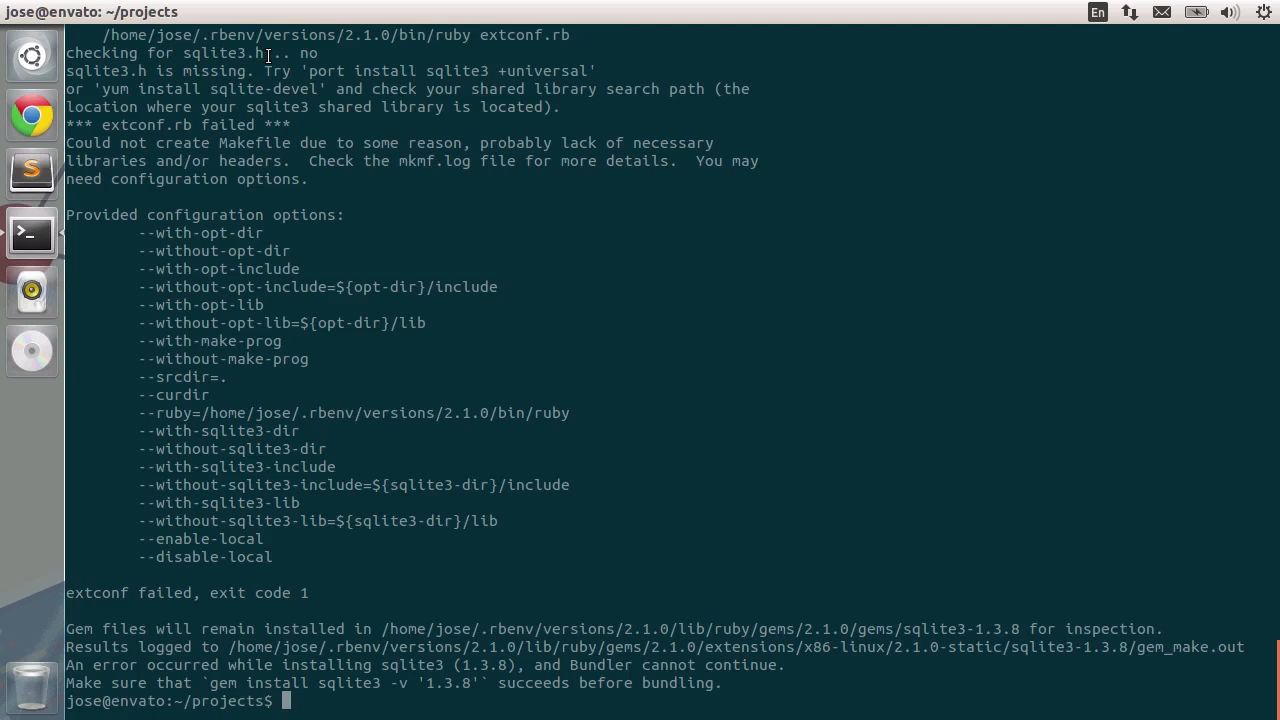 jose@envato: ~/projects
En
/home/jose/.rbenv/versions/2.1.0/bin/ruby extconf.rb
checking for sqlite3.h... no
sqlite3.h is missing. Try 'port install sqlite3 +universal'
or 'yum install sqlite-devel' and check your shared library search path (the
location where your sqlite3 shared library is located).
*** extconf.rb failed ***
Could not create Makefile due to some reason, probably lack of necessary
libraries and/or headers.  Check the mkmf.log file for more details.  You may
need configuration options.
Provided configuration options:
--with-opt-dir
--without-opt-dir
--with-opt-include
--without-opt-include=${opt-dir}/include
--with-opt-lib
--without-opt-lib=${opt-dir}/lib
--with-make-prog
--without-make-prog
--srcdir=.
--curdir
--ruby=/home/jose/.rbenv/versions/2.1.0/bin/ruby
--with-sqlite3-dir
--without-sqlite3-dir
--with-sqlite3-include
--without-sqlite3-include=${sqlite3-dir}/include
--with-sqlite3-lib
--without-sqlite3-lib=${sqlite3-dir}/lib
--enable-local
--disable-local
extconf failed, exit code 1
Gem files will remain installed in /home/jose/.rbenv/versions/2.1.0/lib/ruby/gems/2.1.0/gems/sqlite3-1.3.8 for inspection.
Results logged to /home/jose/.rbenv/versions/2.1.0/lib/ruby/gems/2.1.0/extensions/x86-linux/2.1.0-static/sqlite3-1.3.8/gem_make.out
An error occurred while installing sqlite3 (1.3.8), and Bundler cannot continue.
Make sure that `gem install sqlite3 -v '1.3.8'` succeeds before bundling.
jose@envato:~/projects$